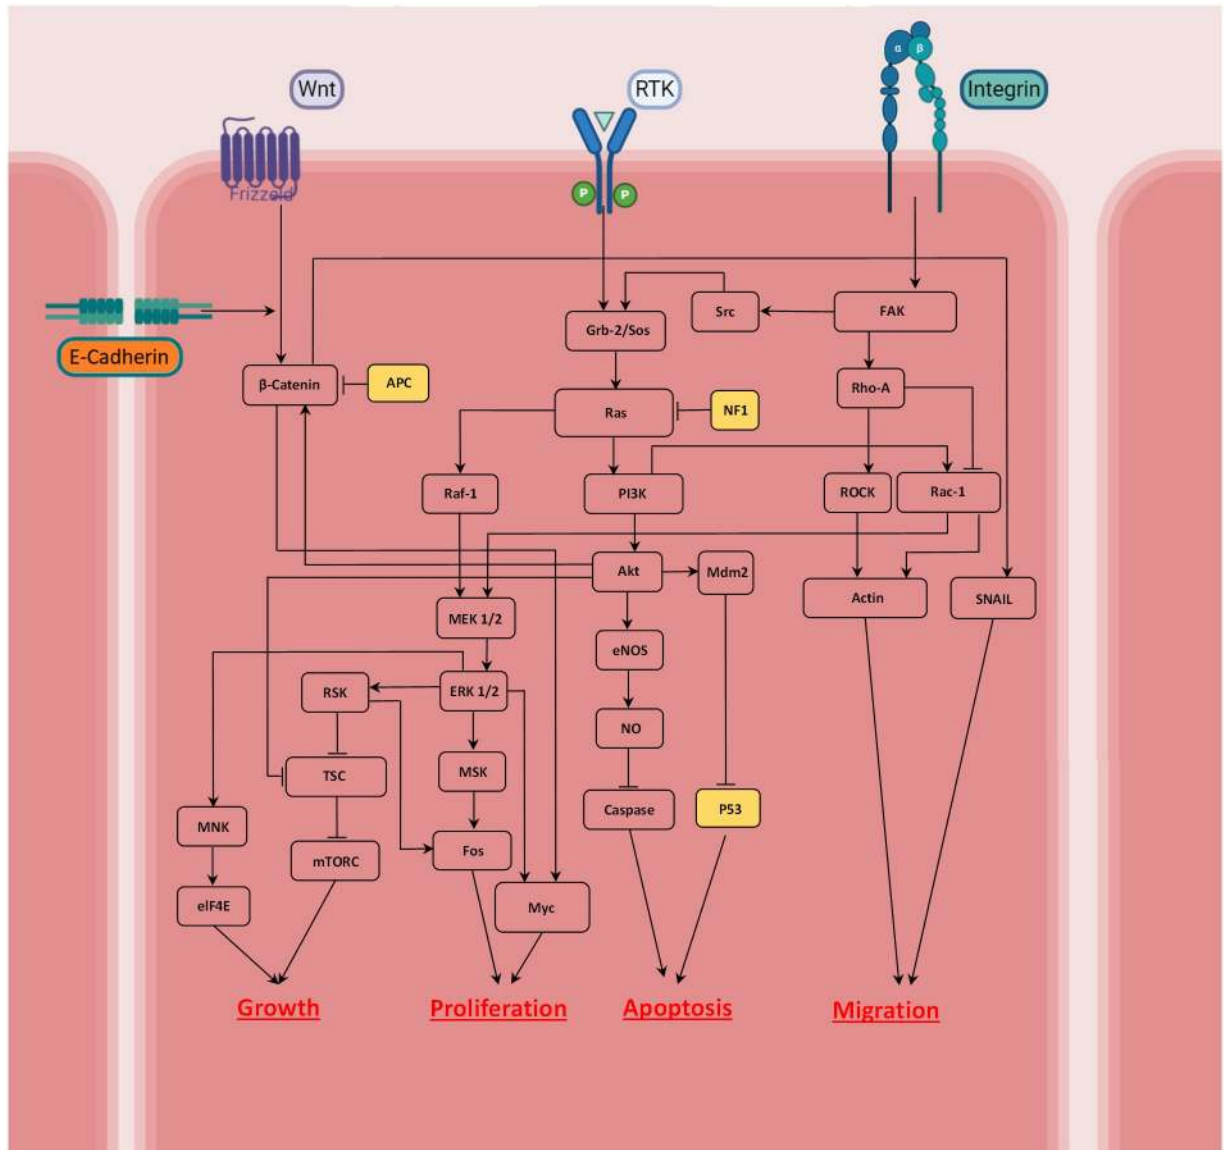 Wnt
RTK
α
β
Integrin
Frizzeld
P
P
Src
FAK
Grb-2/Sos
E-Cadherin
β-Catenin
APC
Rho-A
Ras
NF1
Raf-1
PI3K
ROCK
Rac-1
Akt
Mdm2
Actin
SNAIL
MEK 1/2
eNOS
RSK
ERK 1/2
NO
TSC
MSK
Caspase
P53
MNK
mTORC
Fos
eIF4E
Myc
Growth
Proliferation
Apoptosis
Migration